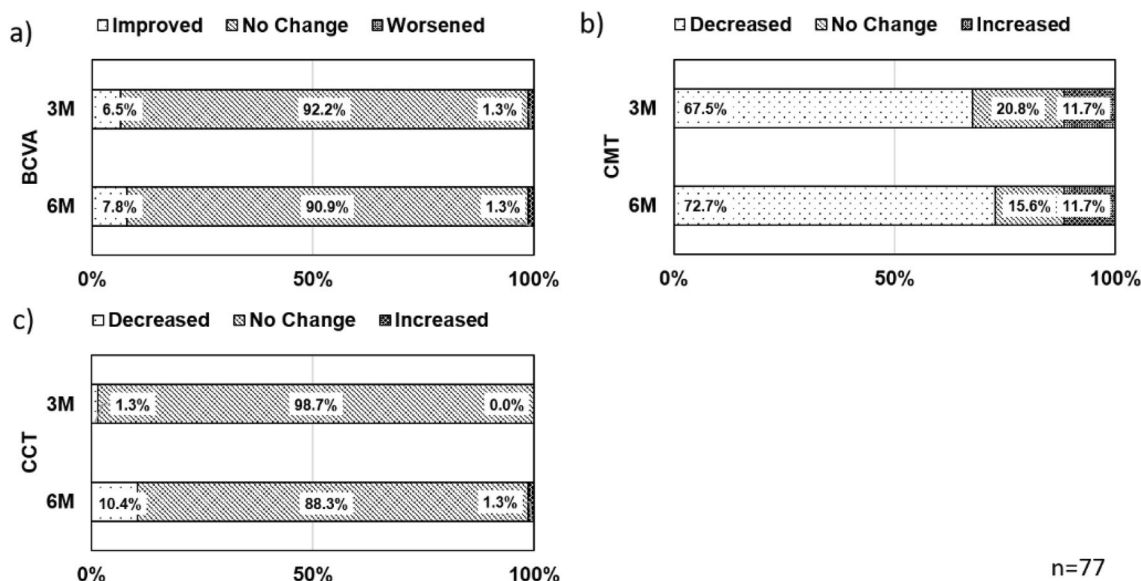 a)
Improved No Change Worsened
BCVA
3M
6.5% 92.2% 1.3%
6M
7.8% 90.9% 1.3%
0% 50% 100%
b)
Decreased No Change Increased
CMT
3M
67.5% 20.8% 11.7%
6M
72.7% 15.6% 11.7%
0% 50% 100%
c)
Decreased No Change Increased
CCT
3M
1.3% 98.7% 0.0%
6M
10.4% 88.3% 1.3%
0% 50% 100%
n=77